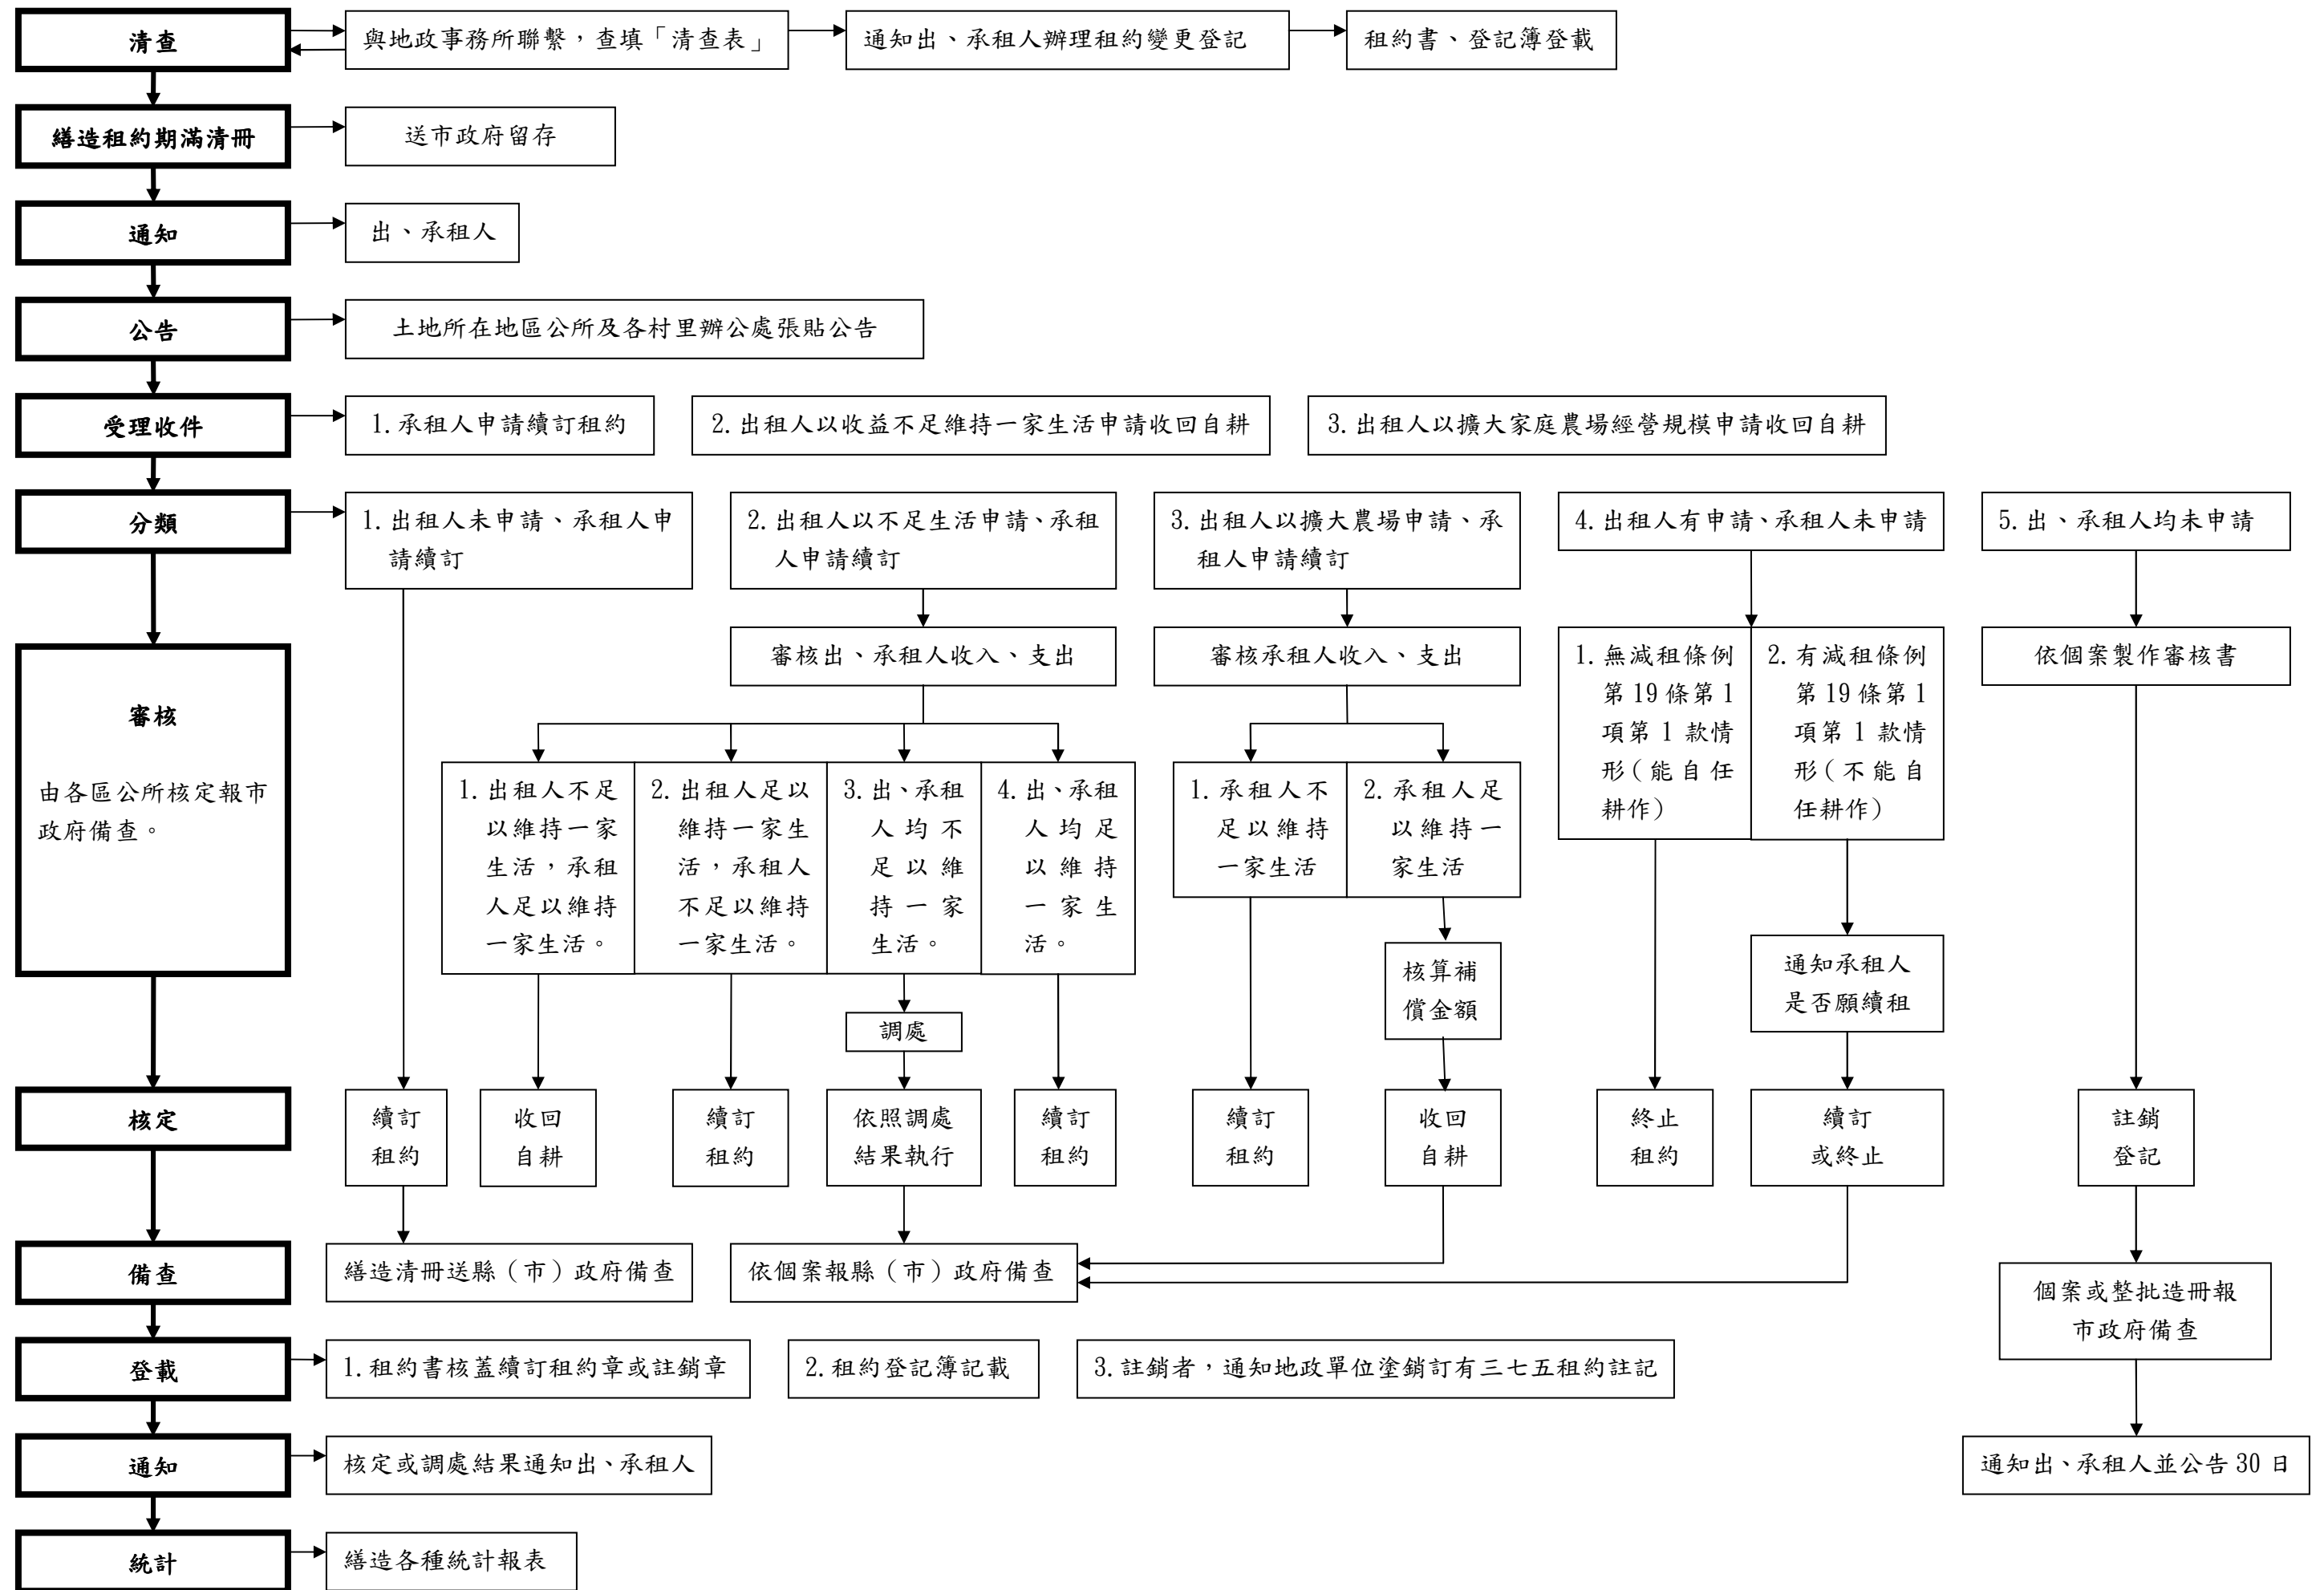 清查
與地政事務所聯繫，查填「清查表」
通知出、承租人辦理租約變更登記
租約書、登記簿登載
繕造租約期滿清冊
送市政府留存
通知
出、承租人
公告
土地所在地區公所及各村里辦公處張貼公告
受理收件
1.承租人申請續訂租約
2.出租人以收益不足維持一家生活申請收回自耕
3.出租人以擴大家庭農場經營規模申請收回自耕
分類
1.出租人未申請、承租人申
請續訂
2.出租人以不足生活申請、承租
人申請續訂
3.出租人以擴大農場申請、承
租人申請續訂
4.出租人有申請、承租人未申請
5.出、承租人均未申請
審核
由各區公所核定報市
政府備查。
審核出、承租人收入、支出
審核承租人收入、支出
1.無減租條例
第19條第1
項第1款情
形(能自任
耕作)
2.有減租條例
第19條第1
項第1款情
形(不能自
任耕作)
依個案製作審核書
1.出租人不足
以維持一家
生活，承租
人足以維持
一家生活。
2.出租人足以
維持一家生
活，承租人
不足以維持
一家生活。
3.出、承租
人均不
足以維
持一家
生活。
4.出、承租
人均足
以維持
一家生
活。
1.承租人不
足以維持
一家生活
2.承租人足
以維持一
家生活
核算補
償金額
通知承租人
是否願續租
調處
核定
續訂
租約
收回
自耕
續訂
租約
依照調處
結果執行
續訂
租約
續訂
租約
收回
自耕
終止
租約
續訂
或終止
註銷
登記
備查
繕造清冊送縣（市）政府備查
依個案報縣（市）政府備查
個案或整批造冊報
市政府備查
登載
1.租約書核蓋續訂租約章或註銷章
2.租約登記簿記載
3.註銷者，通知地政單位塗銷訂有三七五租約註記
通知
核定或調處結果通知出、承租人
通知出、承租人並公告30日
統計
繕造各種統計報表